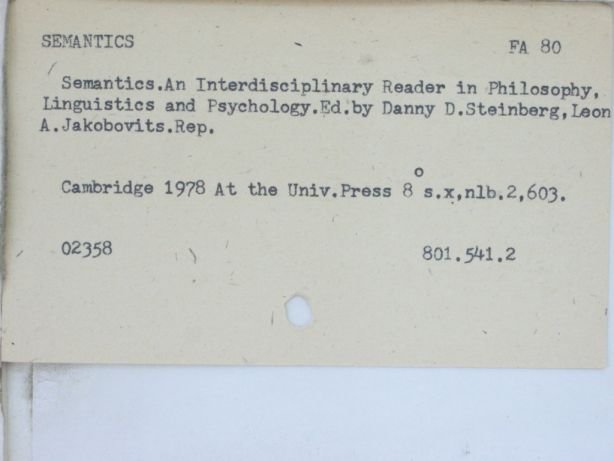 SEMANTICS
FA 80
Semantics.An Interdisciplinary Reader in Philosophy,
Linguistics and Psychology.Ed.by Danny D.Steinberg,Leon
A.Jakobovits.Rep.
Cambridge 1978 At the Univ.Press 8° s.x,nlb.2,603.
02358
801.541.2